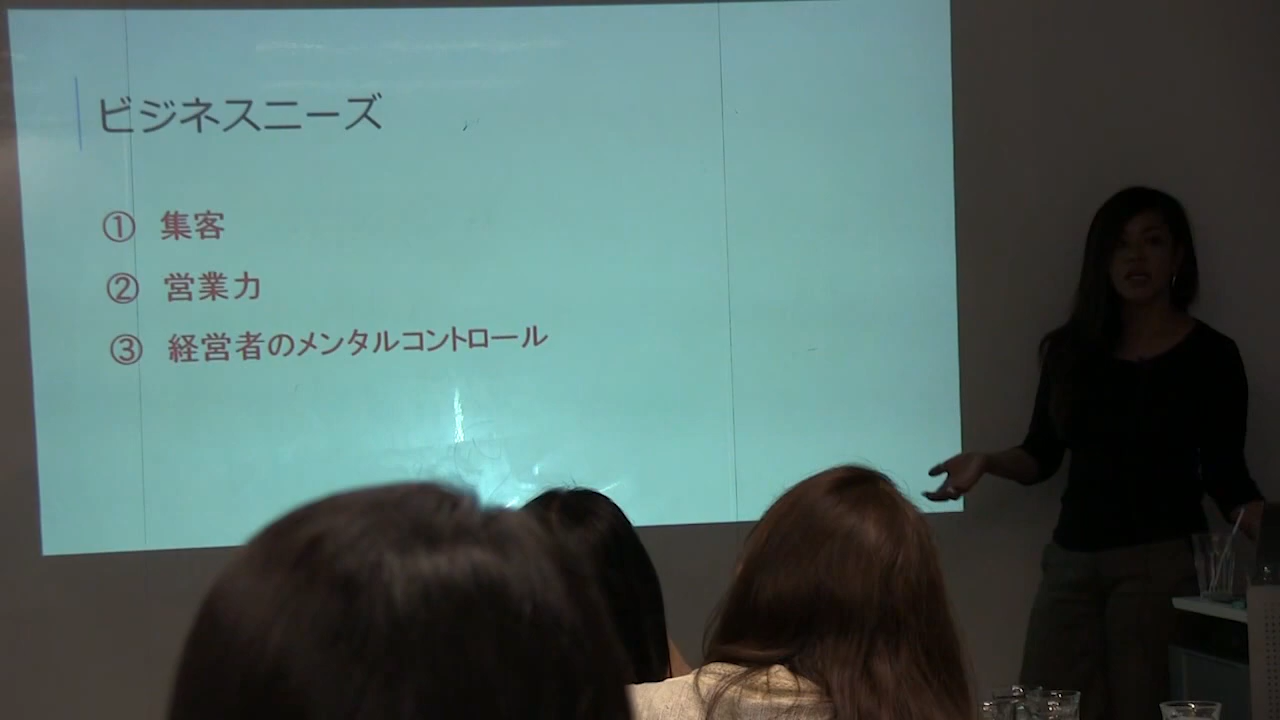 ビジネスニーズ
① 集客
② 営業力
③ 経営者のメンタルコントロール